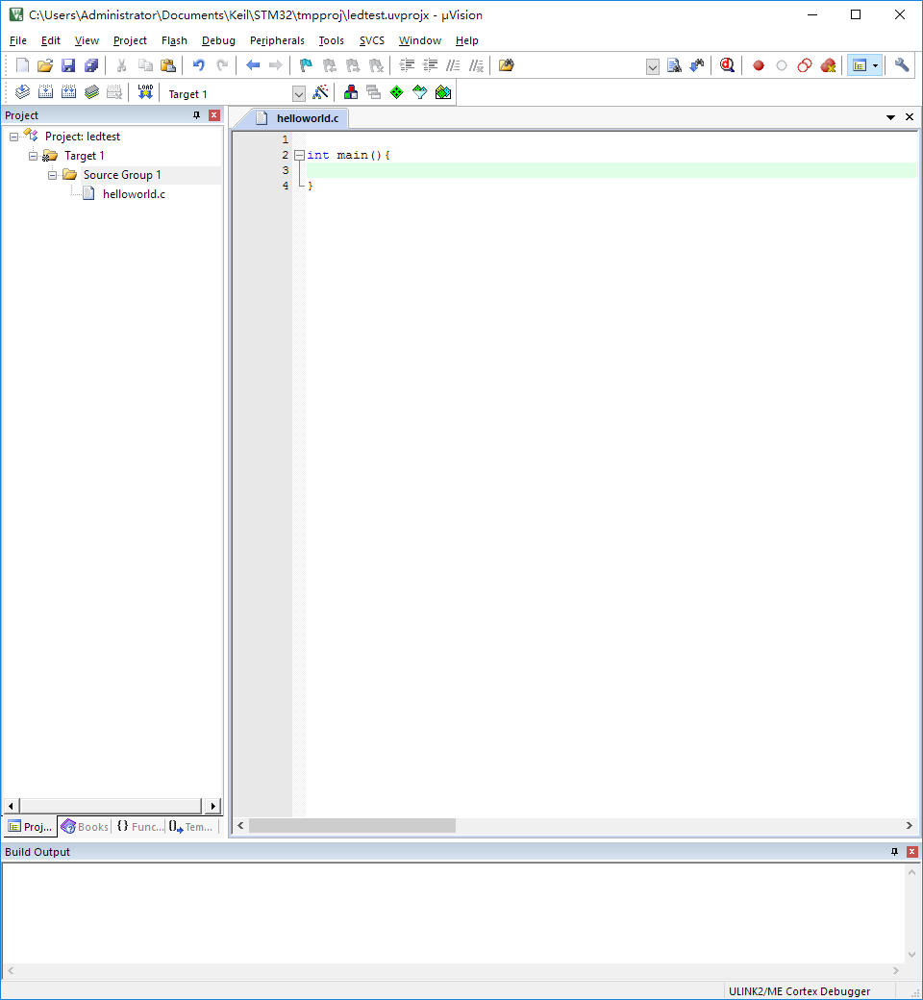 C:\Users\Administrator\Documents\Keil\STM32\tmpproj\ledtest.uvprojx - µVision
File Edit View Project Flash Debug Peripherals Tools SVCS Window Help
LOAD Target 1
Project
helloworld.c
Project: ledtest
Target 1
Source Group 1
helloworld.c
1
2 int main(){
3
4 }
Proj... Books {} Func... Tem...
Build Output
ULINK2/ME Cortex Debugger